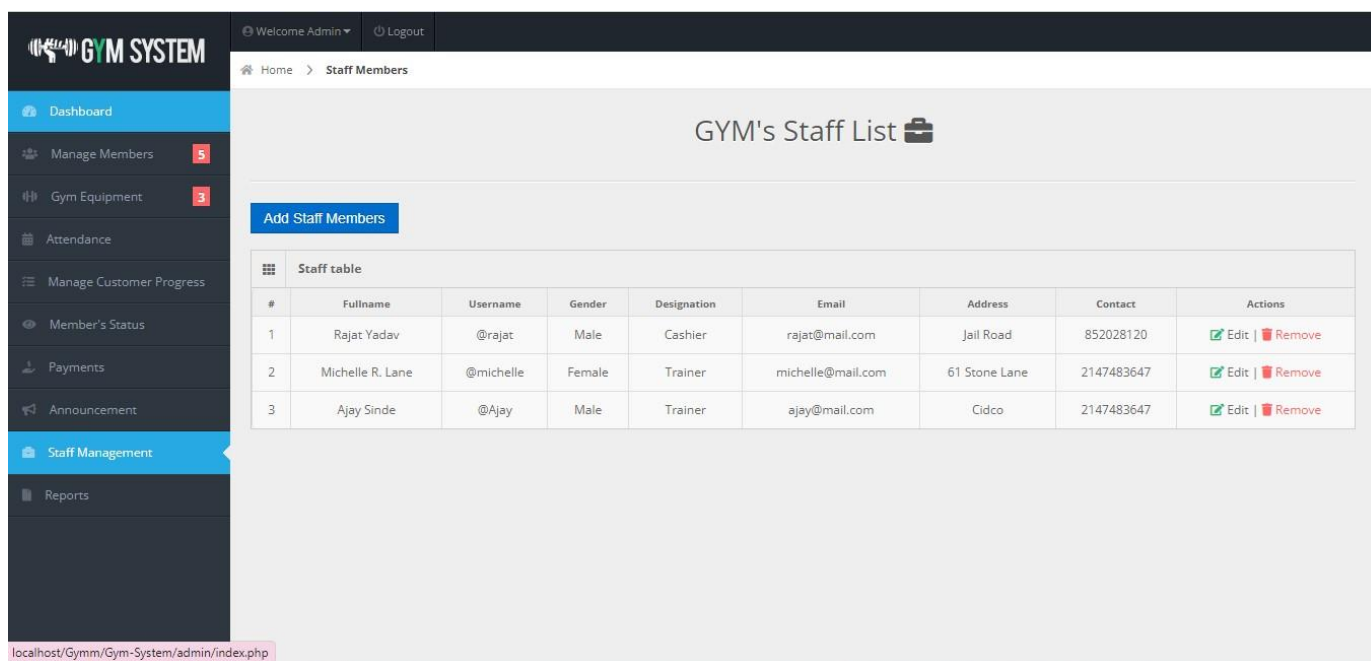 GYM SYSTEM
Welcome Admin
Logout
Home > Staff Members
Dashboard
Manage Members 5
Gym Equipment 3
Attendance
Manage Customer Progress
Member's Status
Payments
Announcement
Staff Management
Reports
GYM's Staff List
Add Staff Members
Staff table
# Fullname Username Gender Designation Email Address Contact Actions
1 Rajat Yadav @rajat Male Cashier rajat@mail.com Jail Road 852028120 Edit | Remove
2 Michelle R. Lane @michelle Female Trainer michelle@mail.com 61 Stone Lane 2147483647 Edit | Remove
3 Ajay Sinde @Ajay Male Trainer ajay@mail.com Cidco 2147483647 Edit | Remove
localhost/Gymm/Gym-System/admin/index.php